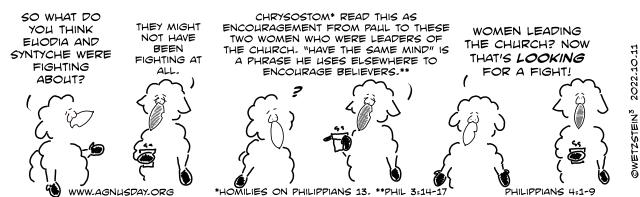 SO WHAT DO
YOU THINK
EUODIA AND
SYNTYCHE WERE
FIGHTING
ABOUT?
THEY MIGHT
NOT HAVE
BEEN
FIGHTING AT
ALL.
CHRYSOSTOM* READ THIS AS
ENCOURAGEMENT FROM PAUL TO THESE
TWO WOMEN WHO WERE LEADERS OF
THE CHURCH. "HAVE THE SAME MIND" IS
A PHRASE HE USES ELSEWHERE TO
ENCOURAGE BELIEVERS.**
?
WOMEN LEADING
THE CHURCH? NOW
THAT'S LOOKING
FOR A FIGHT!
WWW.AGNUSDAY.ORG
*HOMILIES ON PHILIPPIANS 13. **PHIL 3:14-17
PHILIPPIANS 4:1-9
©WETZSTEIN³ 2022.10.11